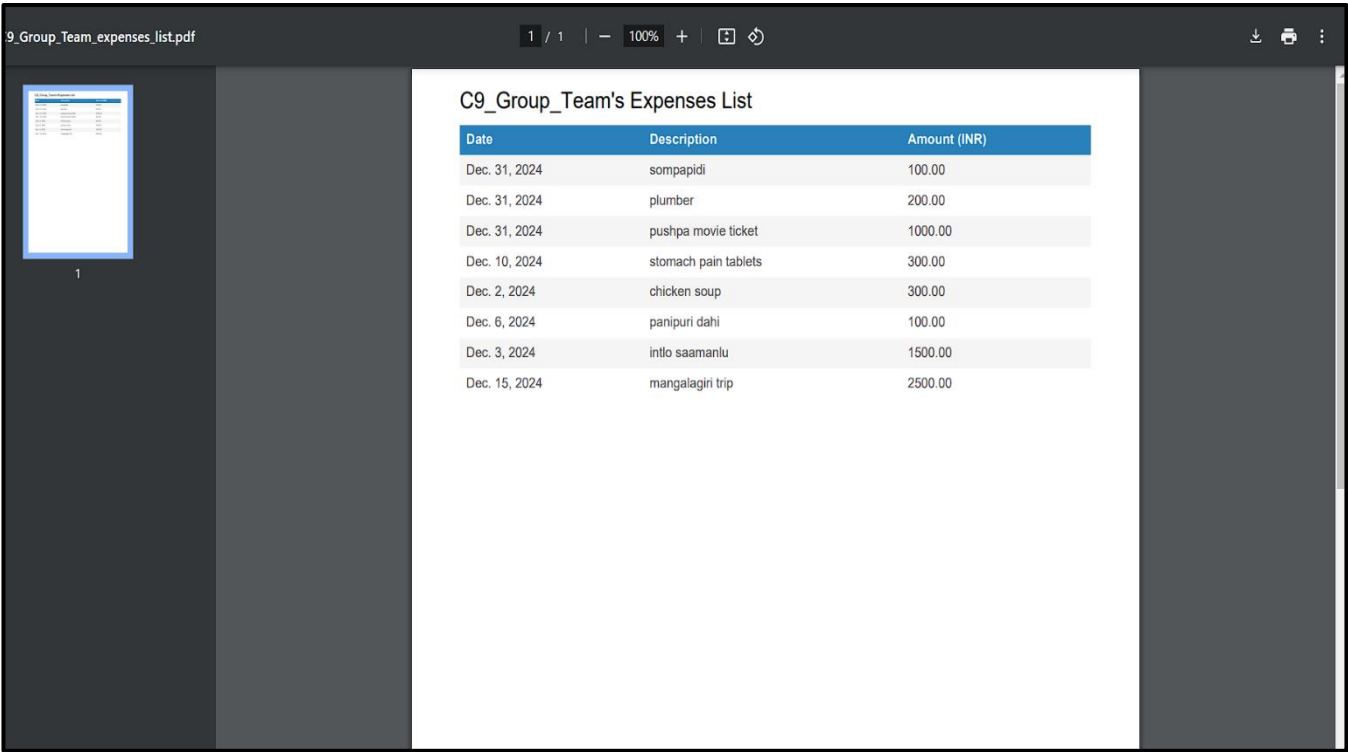 9_Group_Team_expenses_list.pdf
1 / 1
100%
1
C9_Group_Team's Expenses List
Date Description Amount (INR)
Dec. 31, 2024 sompapidi 100.00
Dec. 31, 2024 plumber 200.00
Dec. 31, 2024 pushpa movie ticket 1000.00
Dec. 10, 2024 stomach pain tablets 300.00
Dec. 2, 2024 chicken soup 300.00
Dec. 6, 2024 panipuri dahi 100.00
Dec. 3, 2024 intlo saamanlu 1500.00
Dec. 15, 2024 mangalagiri trip 2500.00